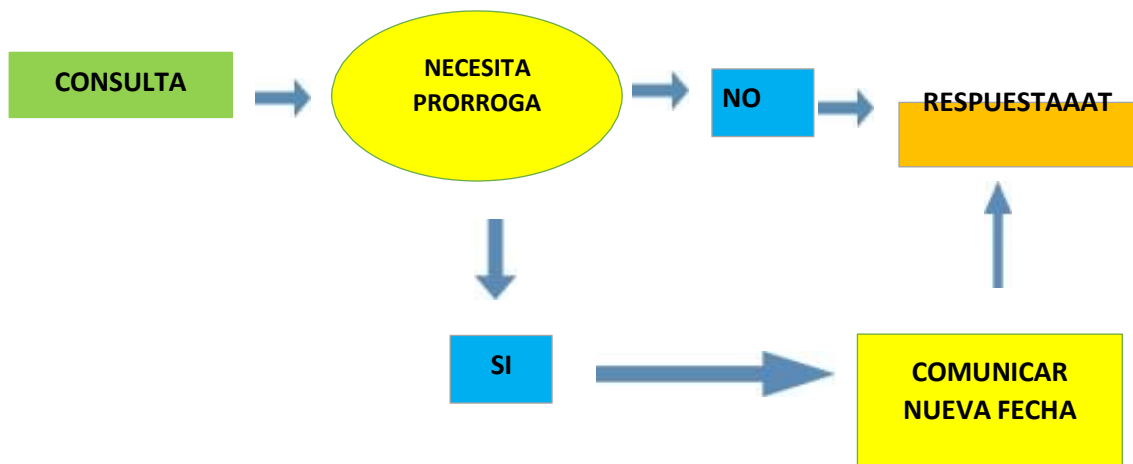 CONSULTA
NECESITA
PRORROGA
NO
RESPUESTAAAT
SI
COMUNICAR
NUEVA FECHA